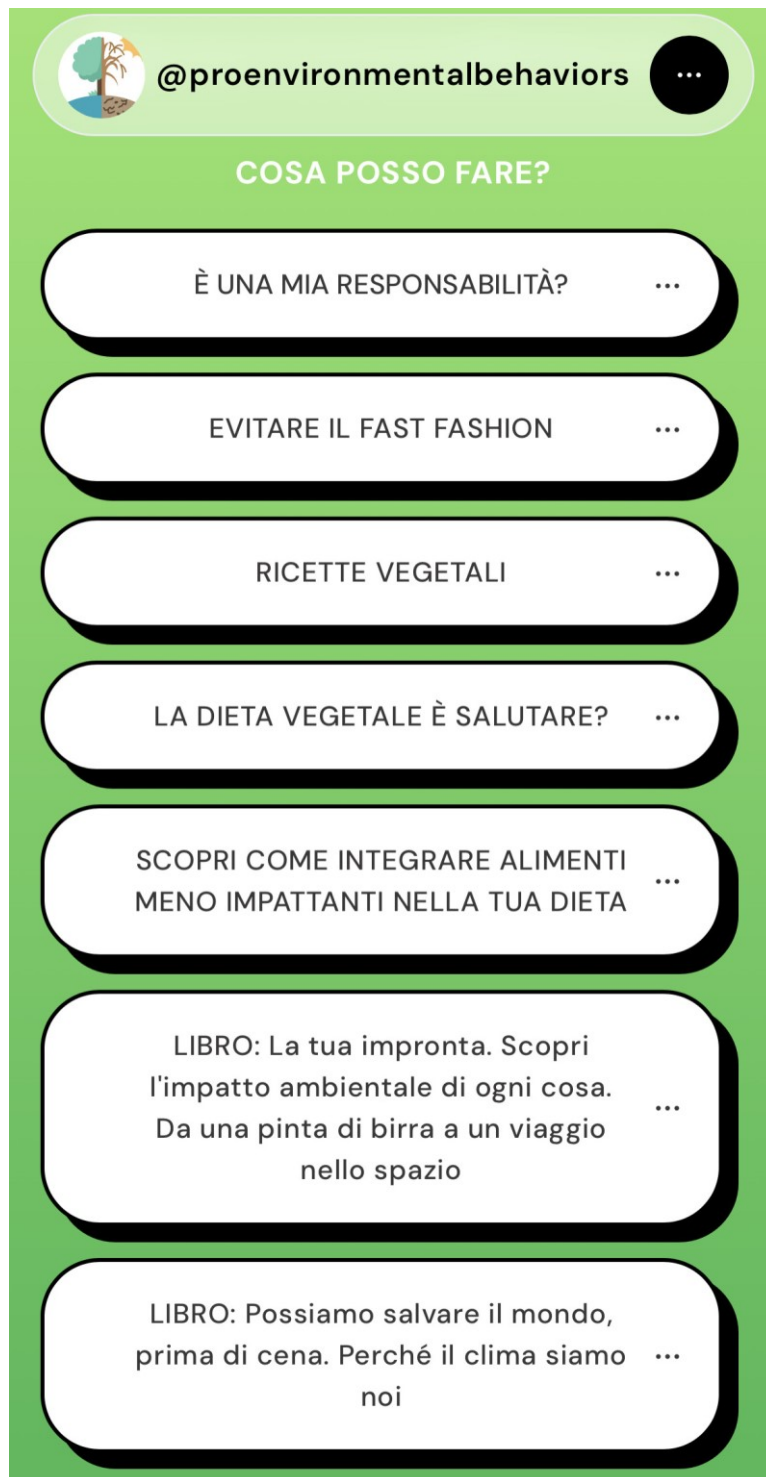 @proenvironmentalbehaviors
COSA POSSO FARE?
È UNA MIA RESPONSABILITÀ?
EVITARE IL FAST FASHION
RICETTE VEGETALI
LA DIETA VEGETALE È SALUTARE?
SCOPRI COME INTEGRARE ALIMENTI
MENO IMPATTANTI NELLA TUA DIETA
LIBRO: La tua impronta. Scopri
l'impatto ambientale di ogni cosa.
Da una pinta di birra a un viaggio
nello spazio
LIBRO: Possiamo salvare il mondo,
prima di cena. Perché il clima siamo
noi